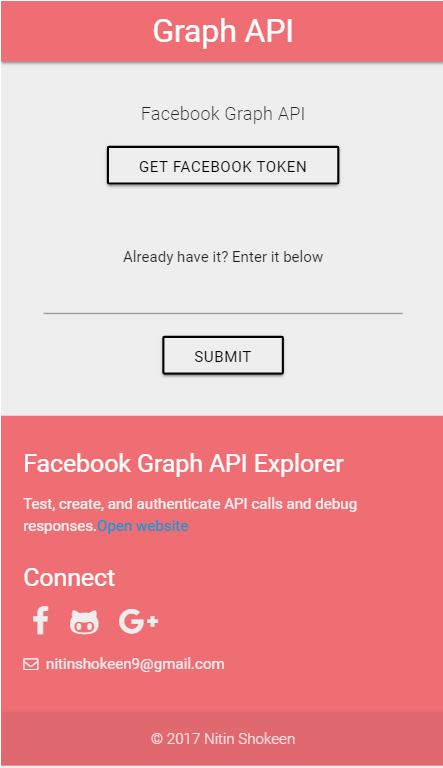 Graph API
Facebook Graph API
GET FACEBOOK TOKEN
Already have it? Enter it below
SUBMIT
Facebook Graph API Explorer
Test, create, and authenticate API calls and debug
responses.Open website
Connect
nitinshokeen9@gmail.com
© 2017 Nitin Shokeen